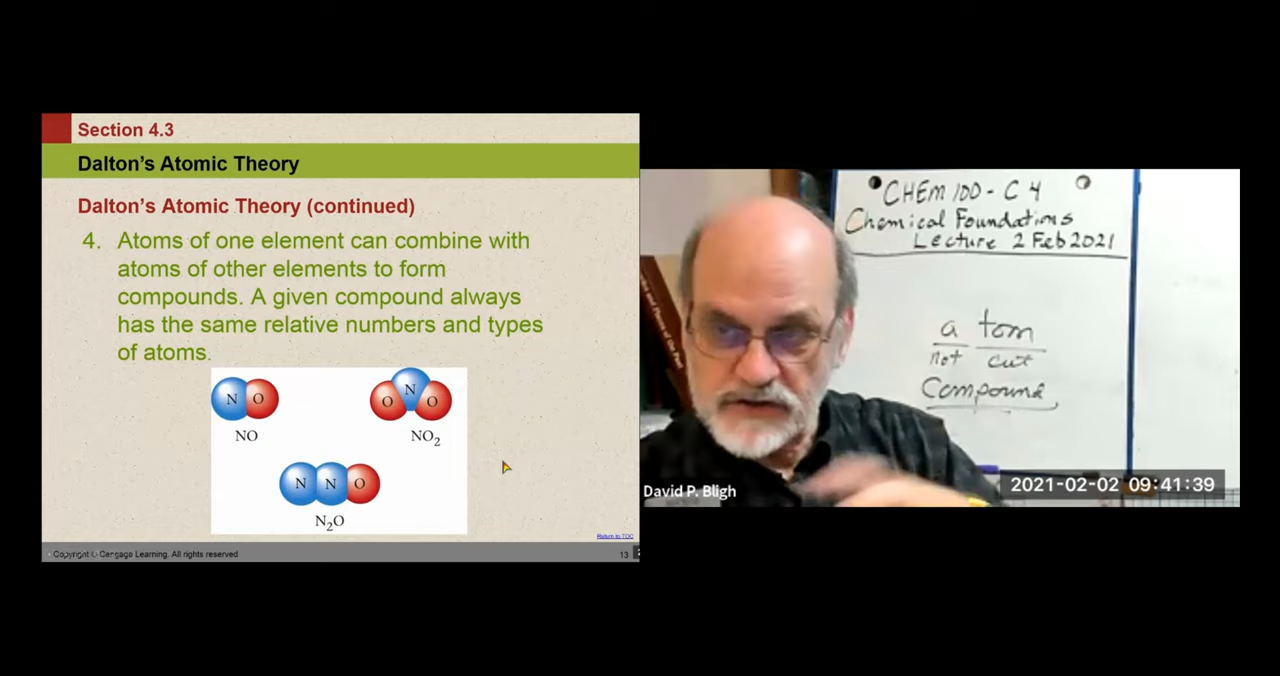 Section 4.3
Dalton's Atomic Theory
Dalton's Atomic Theory (continued)
4. Atoms of one element can combine with
atoms of other elements to form
compounds. A given compound always
has the same relative numbers and types
of atoms.
N O
NO
O N O
NO₂
N N O
N₂O
Return to TOC
Copyright © Cengage Learning. All rights reserved
13
CHEM 100 - C 4
Chemical Foundations
Lecture 2 Feb 2021
a tom
not cut
Compound
David P. Bligh
2021-02-02 09:41:39